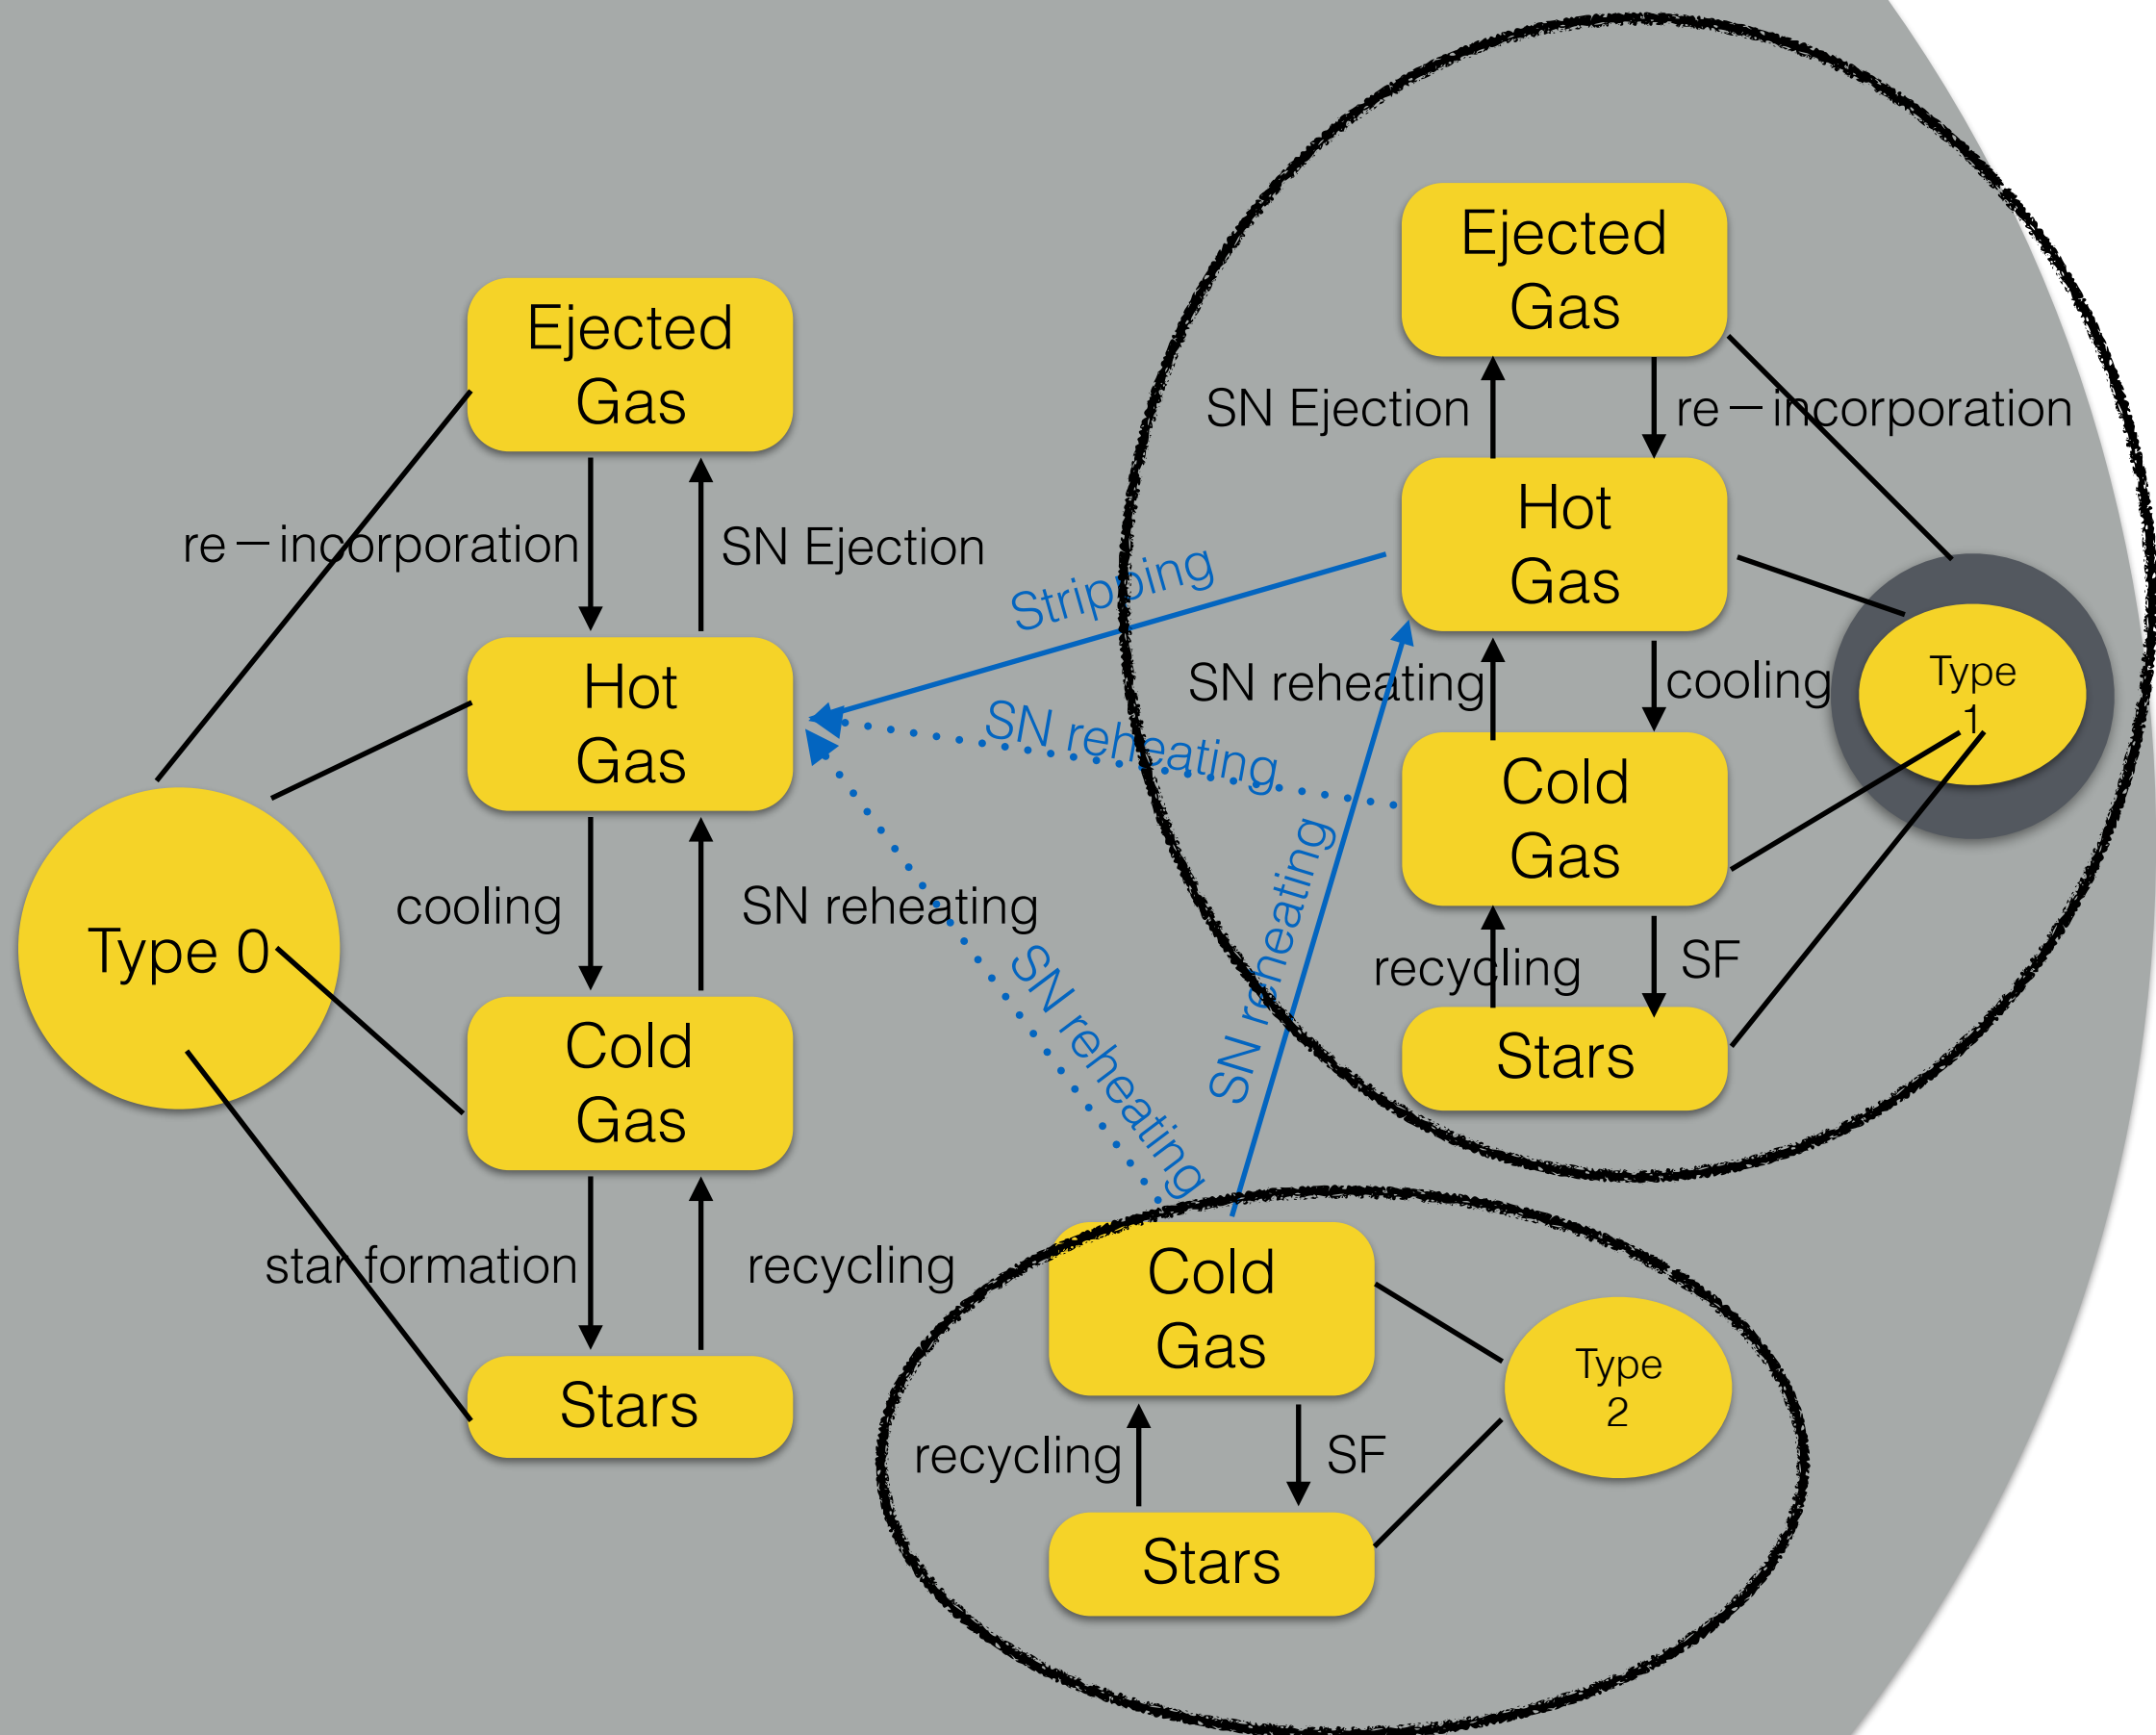 Ejected
Gas
re – incorporation
SN Ejection
Hot
Gas
cooling
SN reheating
Type 0
Cold
Gas
star formation
recycling
Stars
Stripping
SN reheating
SN reheating
SN reheating
Ejected
Gas
SN Ejection
re – incorporation
Hot
Gas
SN reheating
cooling
Type
1
Cold
Gas
recycling
SF
Stars
Cold
Gas
Type
2
recycling
SF
Stars